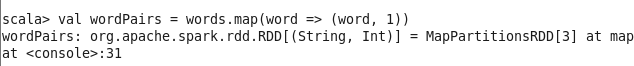 scala> val wordPairs = words.map(word => (word, 1))
wordPairs: org.apache.spark.rdd.RDD[(String, Int)] = MapPartitionsRDD[3] at map
at <console>:31